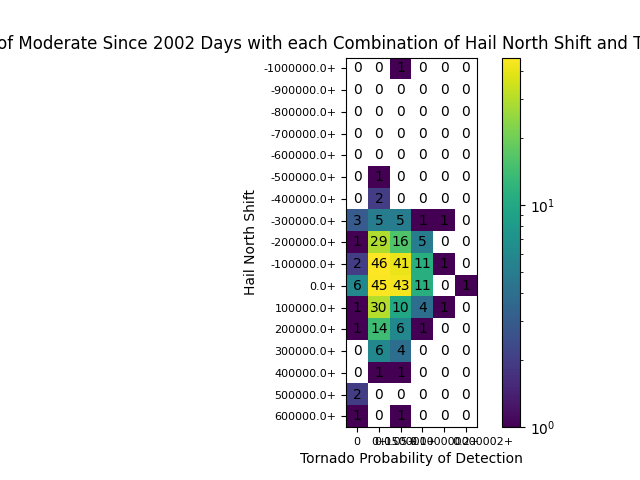 of Moderate Since 2002 Days with each Combination of Hail North Shift and T
-1000000.0+ 0 0 1 0 0 0
-900000.0+ 0 0 0 0 0 0
-800000.0+ 0 0 0 0 0 0
-700000.0+ 0 0 0 0 0 0
-600000.0+ 0 0 0 0 0 0
-500000.0+ 0 1 0 0 0 0
-400000.0+ 0 2 0 0 0 0
-300000.0+ 3 5 5 1 1 0
-200000.0+ 1 29 16 5 0 0
-100000.0+ 2 46 41 11 1 0
0.0+ 6 45 43 11 0 1
100000.0+ 1 30 10 4 1 0
200000.0+ 1 14 6 1 0 0
300000.0+ 0 6 4 0 0 0
400000.0+ 0 1 1 0 0 0
500000.0+ 2 0 0 0 0 0
600000.0+ 1 0 1 0 0 0
0
Tornado Probability of Detection
Hail North Shift
10¹
10⁰